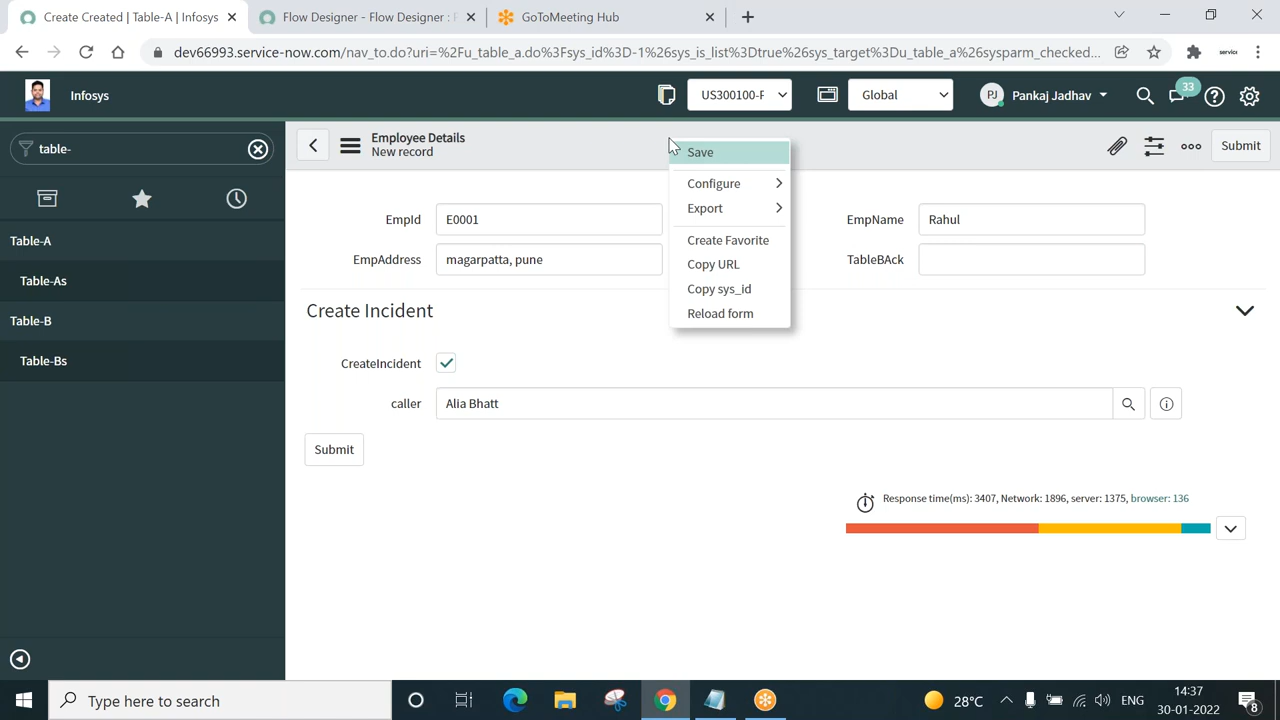 Create Created | Table-A | Infosys
Flow Designer - Flow Designer : F
GoToMeeting Hub
dev66993.service-now.com/nav_to.do?uri=%2Fu_table_a.do%3Fsys_id%3D-1%26sys_is_list%3Dtrue%26sys_target%3Du_table_a%26sysparm_checked...
Infosys
US300100-F
Global
PJ
Pankaj Jadhav
33
table-
Employee Details
New record
Submit
Save
Configure
Export
Create Favorite
Copy URL
Copy sys_id
Reload form
EmpId
E0001
EmpName
Rahul
EmpAddress
magarpatta, pune
TableBAck
Table-A
Table-As
Table-B
Table-Bs
Create Incident
CreateIncident
caller
Alia Bhatt
Submit
Response time(ms): 3407, Network: 1896, server: 1375, browser: 136
Type here to search
28°C
ENG
14:37
30-01-2022
8